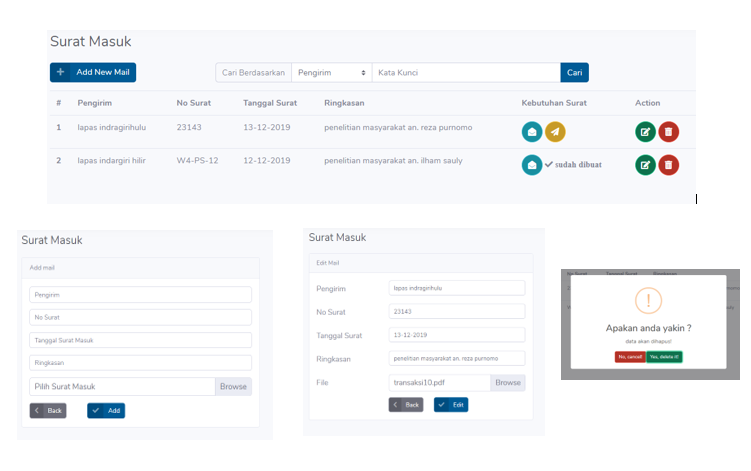 Surat Masuk
Add New Mail
Cari Berdasarkan Pengirim Kata Kunci Cari
# Pengirim No Surat Tanggal Surat Ringkasan Kebutuhan Surat Action
1 lapas indragirihulu 23143 13-12-2019 penelitian masyarakat an. reza purnomo
2 lapas indargiri hilir W4-PS-12 12-12-2019 penelitian masyarakat an. ilham sauly sudah dibuat
Surat Masuk
Add mail
Pengirim
No Surat
Tanggal Surat Masuk
Ringkasan
Pilih Surat Masuk Browse
Back Add
Surat Masuk
Edit Mail
Pengirim lapas indragirihulu
No Surat 23143
Tanggal Surat 13-12-2019
Ringkasan penelitian masyarakat an. reza purnomo
File transaksi10.pdf Browse
Back Edit
No Surat Tanggal Surat Ringkasan
Apakan anda yakin ?
data akan dihapus!
No, cancel! Yes, delete it!